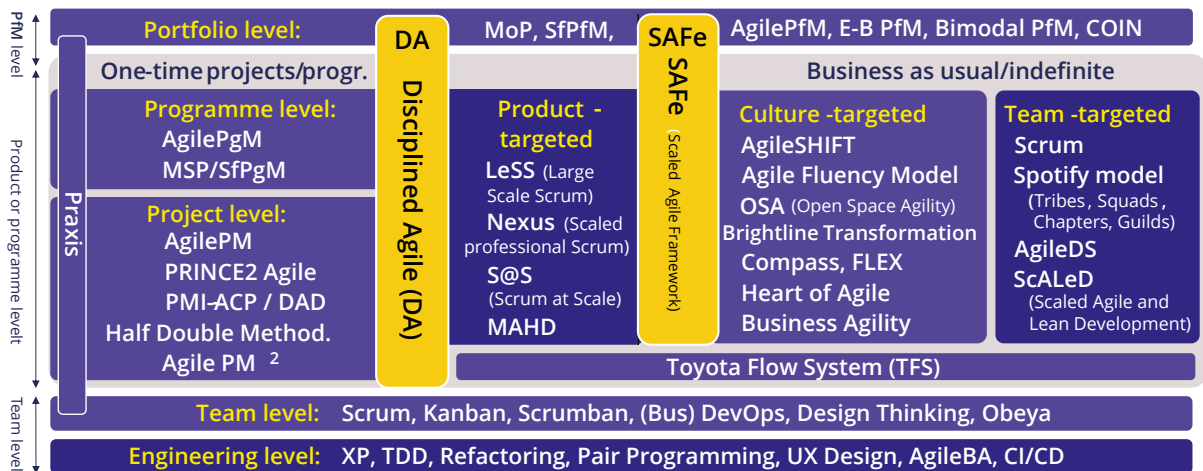 PfM level
Portfolio level:
MoP, SfPfM,
AgilePfM, E-B PfM, Bimodal PfM, COIN
DA
Disciplined Agile (DA)
SAFe
SAFe (Scaled Agile Framework)
Praxis
Product or programme levelt
One-time projects/progr.
Business as usual/indefinite
Programme level:
AgilePgM
MSP/SfPgM
Project level:
AgilePM
PRINCE2 Agile
PMI-ACP / DAD
Half Double Method.
Agile PM 2
Product -
targeted
LeSS (Large
Scale Scrum)
Nexus (Scaled
professional Scrum)
S@S
(Scrum at Scale)
MAHD
Culture -targeted
AgileSHIFT
Agile Fluency Model
OSA (Open Space Agility)
Brightline Transformation
Compass, FLEX
Heart of Agile
Business Agility
Team -targeted
Scrum
Spotify model
(Tribes, Squads,
Chapters, Guilds)
AgileDS
ScALeD
(Scaled Agile and
Lean Development)
Toyota Flow System (TFS)
Team level
Team level: Scrum, Kanban, Scrumban, (Bus) DevOps, Design Thinking, Obeya
Engineering level: XP, TDD, Refactoring, Pair Programming, UX Design, AgileBA, CI/CD